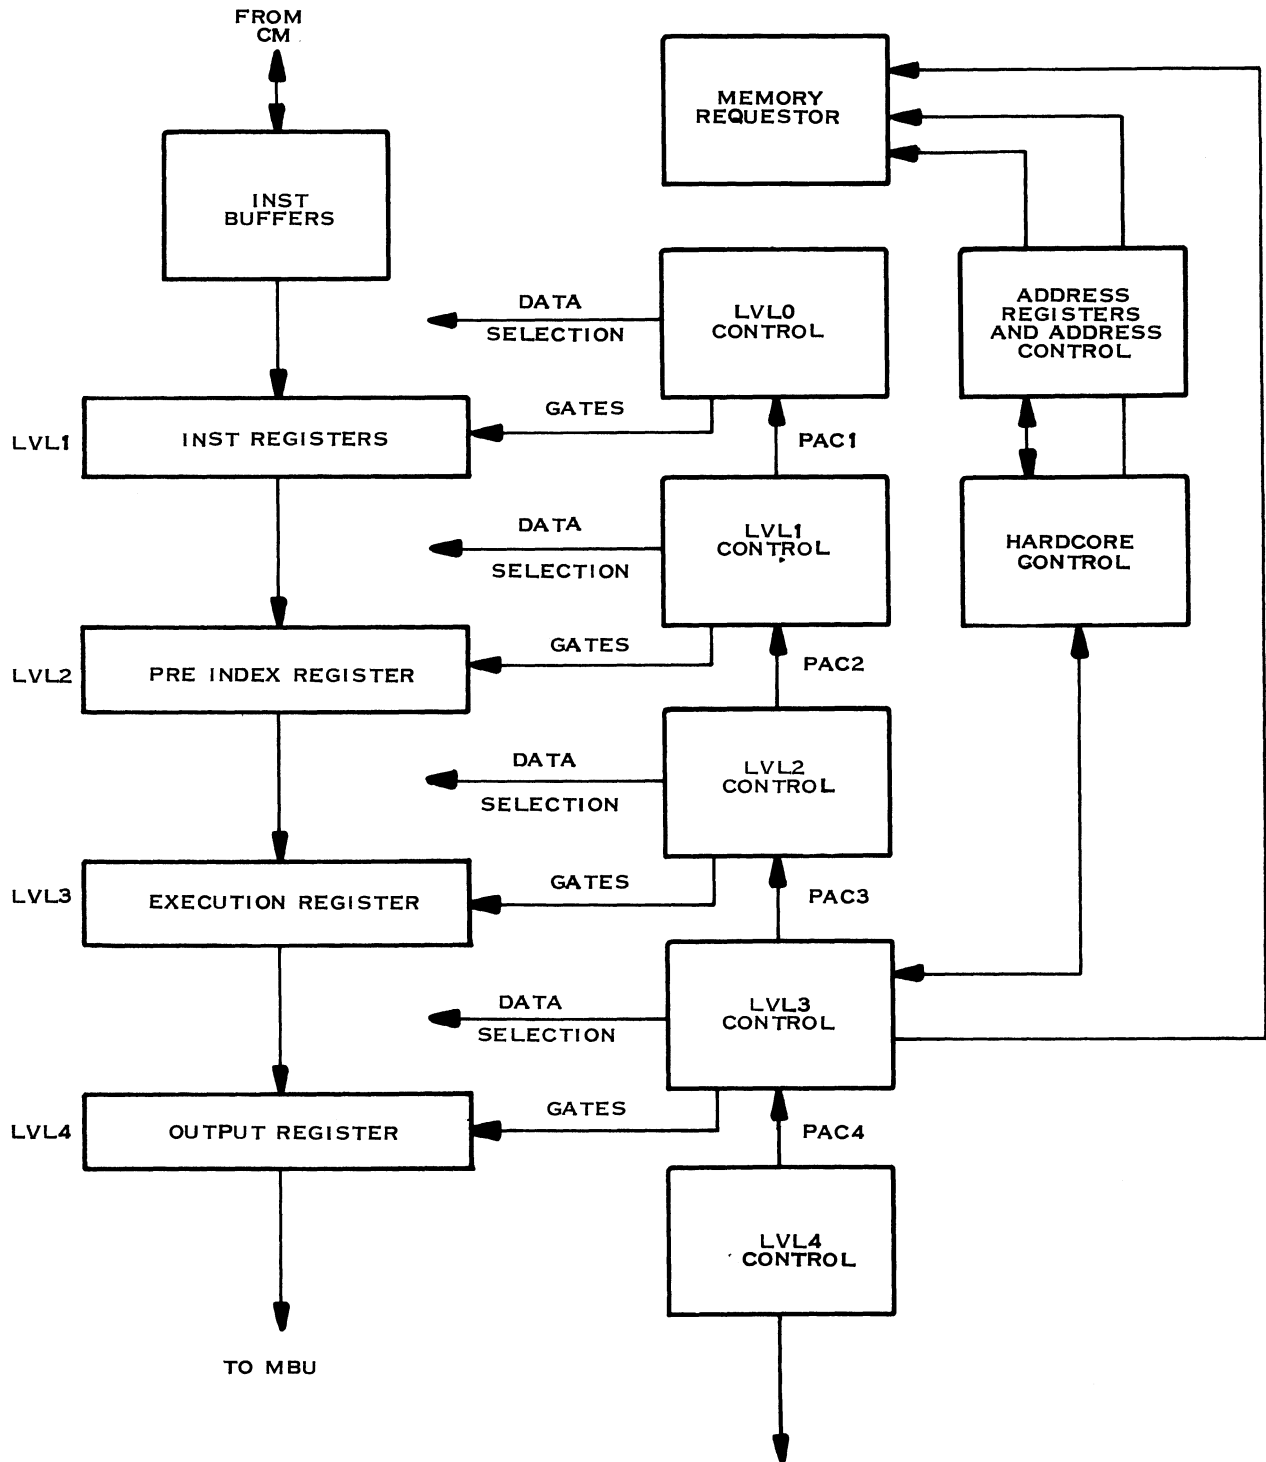 FROM
CM
MEMORY
REQUESTOR
INST
BUFFERS
DATA
SELECTION
LVL0
CONTROL
ADDRESS
REGISTERS
AND ADDRESS
CONTROL
GATES
LVL1
INST REGISTERS
PAC1
DATA
SELECTION
LVL1
CONTROL
HARDCORE
CONTROL
GATES
LVL2
PRE INDEX REGISTER
PAC2
DATA
SELECTION
LVL2
CONTROL
GATES
LVL3
EXECUTION REGISTER
PAC3
DATA
SELECTION
LVL3
CONTROL
GATES
LVL4
OUTPUT REGISTER
PAC4
LVL4
CONTROL
TO MBU